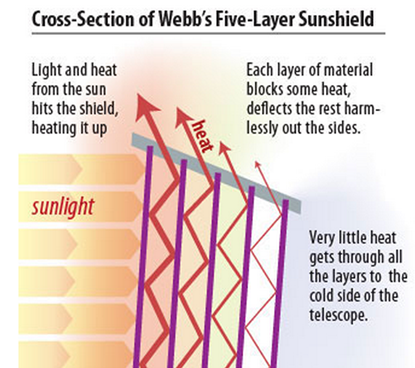 Cross-Section of Webb's Five-Layer Sunshield
Light and heat
from the sun
hits the shield,
heating it up
Each layer of material
blocks some heat,
deflects the rest harm-
lessly out the sides.
heat
sunlight
Very little heat
gets through all
the layers to the
cold side of the
telescope.